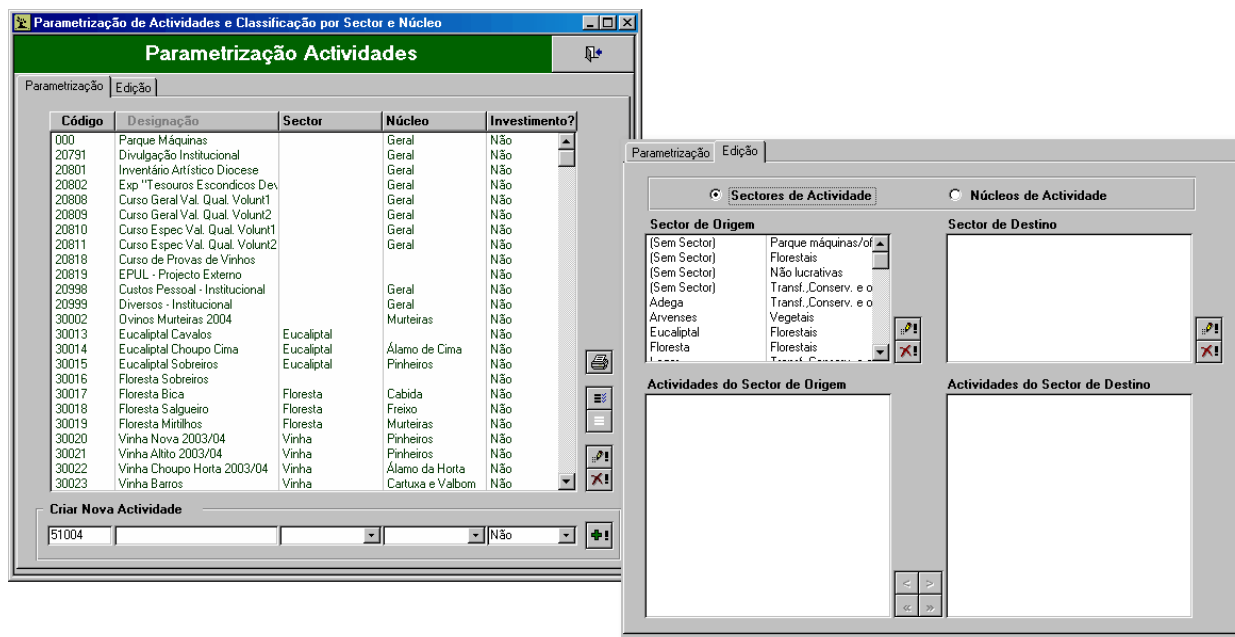 Parametrização de Actividades e Classificação por Sector e Núcleo
Parametrização Actividades
Parametrização Edição
Código Designação Sector Núcleo Investimento?
000 Parque Máquinas Geral Não
20791 Divulgação Institucional Geral Não
20801 Inventário Artístico Diocese Geral Não
20802 Exp "Tesouros Escondicos Dev Geral Não
20808 Curso Geral Val. Qual. Volunt1 Geral Não
20809 Curso Geral Val. Qual. Volunt2 Geral Não
20810 Curso Espec Val. Qual. Volunt1 Geral Não
20811 Curso Espec Val. Qual. Volunt2 Geral Não
20818 Curso de Provas de Vinhos Não
20819 EPUL - Projecto Externo Não
20998 Custos Pessoal - Institucional Geral Não
20999 Diversos - Institucional Geral Não
30002 Ovinos Murteiras 2004 Murteiras Não
30013 Eucaliptal Cavalos Eucaliptal Não
30014 Eucaliptal Choupo Cima Eucaliptal Álamo de Cima Não
30015 Eucaliptal Sobreiros Eucaliptal Pinheiros Não
30016 Floresta Sobreiros Não
30017 Floresta Bica Floresta Cabida Não
30018 Floresta Salgueiro Floresta Freixo Não
30019 Floresta Mirtilhos Floresta Murteiras Não
30020 Vinha Nova 2003/04 Vinha Pinheiros Não
30021 Vinha Altito 2003/04 Vinha Pinheiros Não
30022 Vinha Choupo Horta 2003/04 Vinha Álamo da Horta Não
30023 Vinha Barros Vinha Cartuxa e Valbom Não
Criar Nova Actividade
51004 Não
Parametrização Edição
Sectores de Actividade Núcleos de Actividade
Sector de Origem Sector de Destino
(Sem Sector) Parque máquinas/of
(Sem Sector) Florestais
(Sem Sector) Não lucrativas
(Sem Sector) Transf.,Conserv. e o
Adega Transf.,Conserv. e o
Arvenses Vegetais
Eucaliptal Florestais
Floresta Florestais
Actividades do Sector de Origem Actividades do Sector de Destino
< >
« »